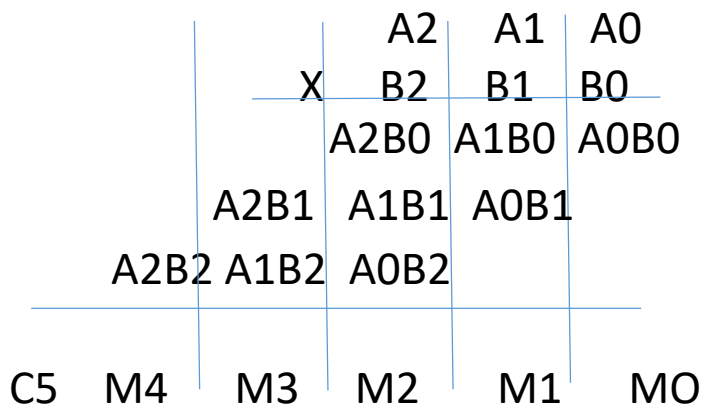 A2 A1 A0
X B2 B1 B0
A2B0 A1B0 A0B0
A2B1 A1B1 A0B1
A2B2 A1B2 A0B2
C5 M4 M3 M2 M1 MO